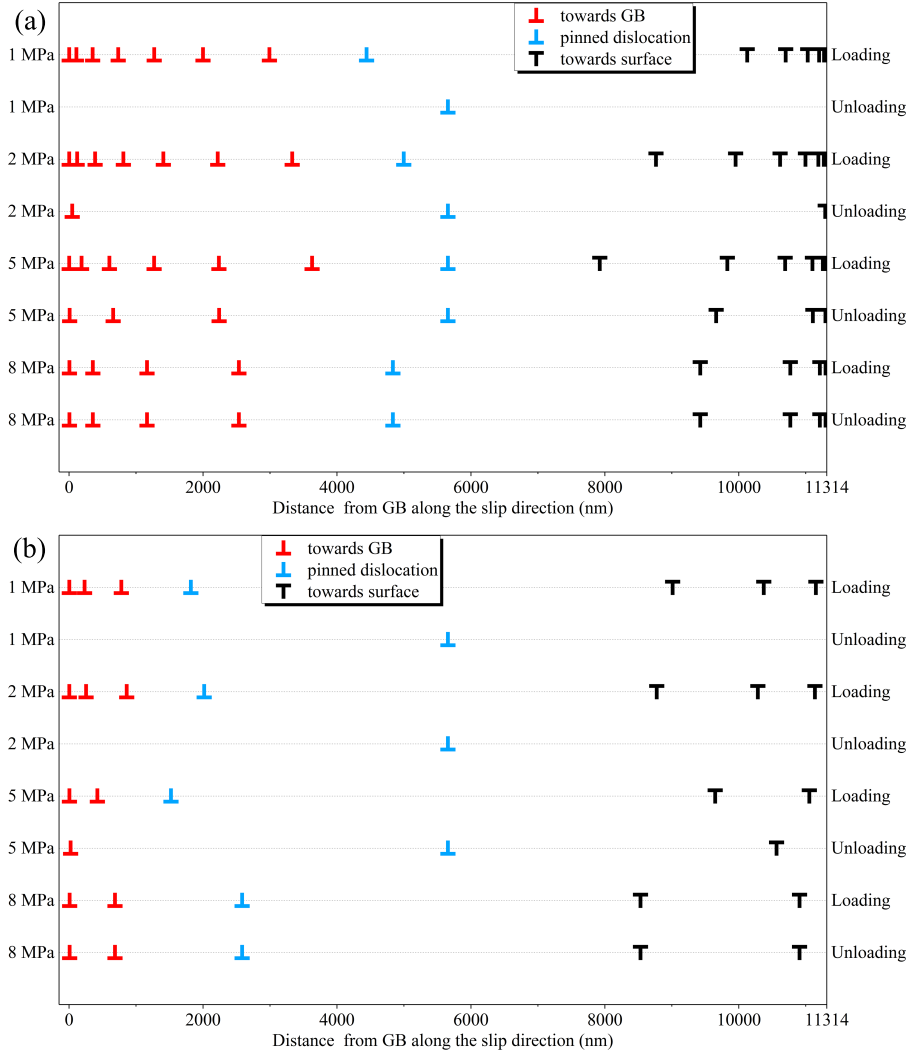 (a)
towards GB
pinned dislocation
towards surface
1 MPa Loading
1 MPa Unloading
2 MPa Loading
2 MPa Unloading
5 MPa Loading
5 MPa Unloading
8 MPa Loading
8 MPa Unloading
0 2000 4000 6000 8000 10000 11314
Distance from GB along the slip direction (nm)
(b)
towards GB
pinned dislocation
towards surface
1 MPa Loading
1 MPa Unloading
2 MPa Loading
2 MPa Unloading
5 MPa Loading
5 MPa Unloading
8 MPa Loading
8 MPa Unloading
0 2000 4000 6000 8000 10000 11314
Distance from GB along the slip direction (nm)